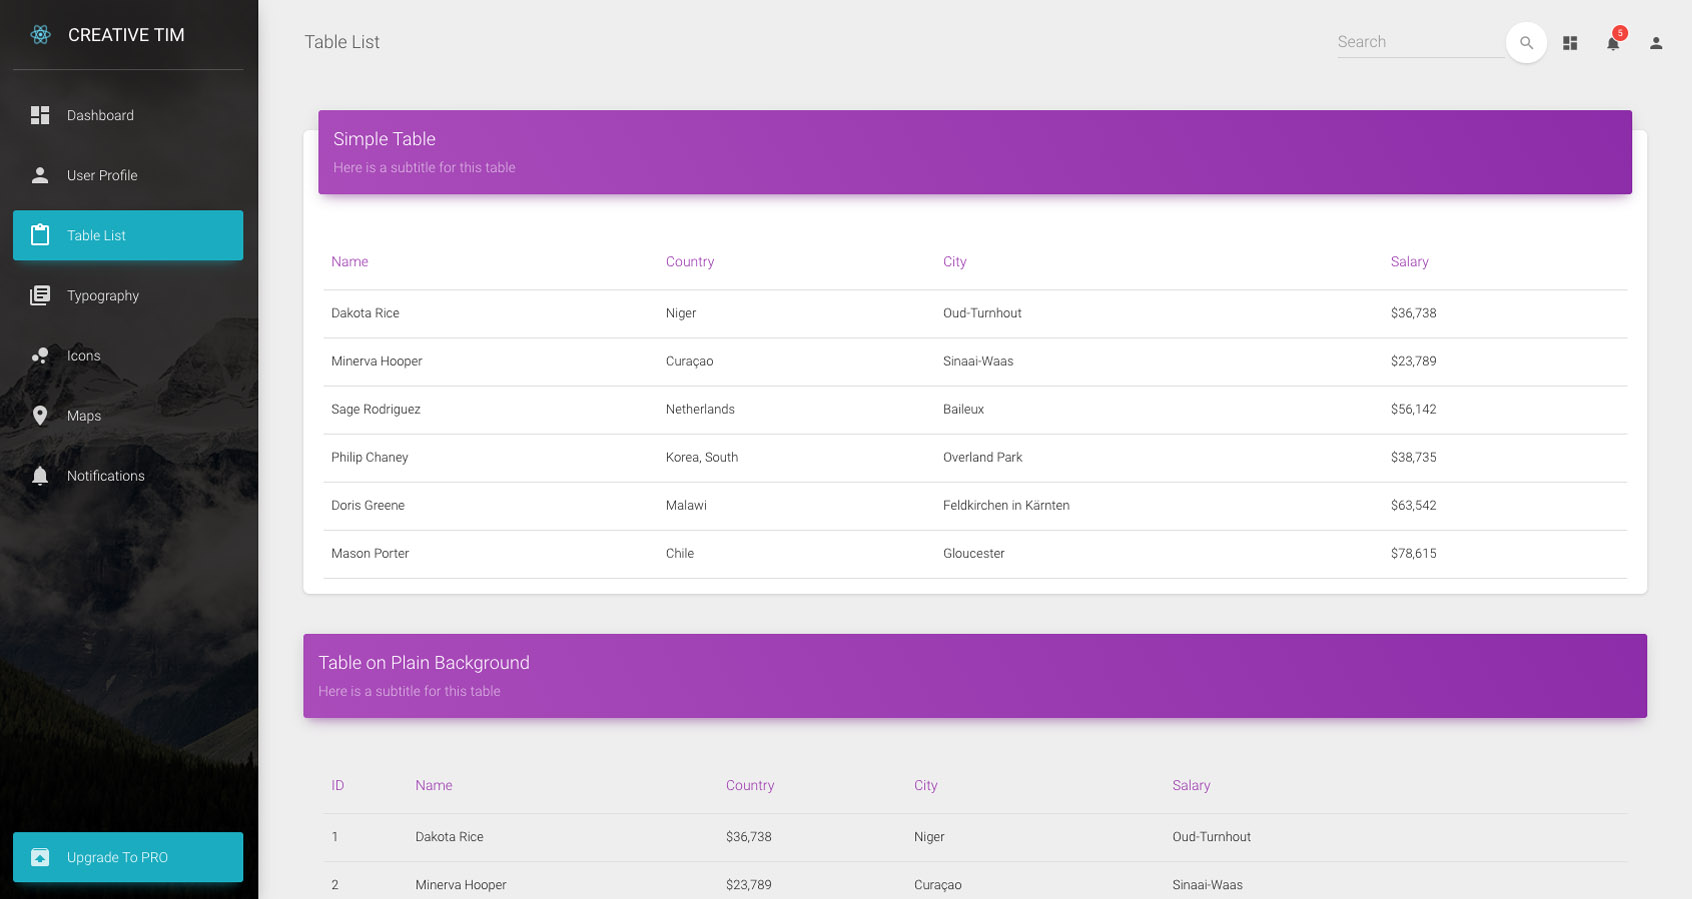 CREATIVE TIM
Dashboard
User Profile
Table List
Typography
Icons
Maps
Notifications
Upgrade To PRO
Table List
Search
5
Simple Table
Here is a subtitle for this table
Name Country City Salary
Dakota Rice Niger Oud-Turnhout $36,738
Minerva Hooper Curaçao Sinaai-Waas $23,789
Sage Rodriguez Netherlands Baileux $56,142
Philip Chaney Korea, South Overland Park $38,735
Doris Greene Malawi Feldkirchen in Kärnten $63,542
Mason Porter Chile Gloucester $78,615
Table on Plain Background
Here is a subtitle for this table
ID Name Country City Salary
1 Dakota Rice $36,738 Niger Oud-Turnhout
2 Minerva Hooper $23,789 Curaçao Sinaai-Waas